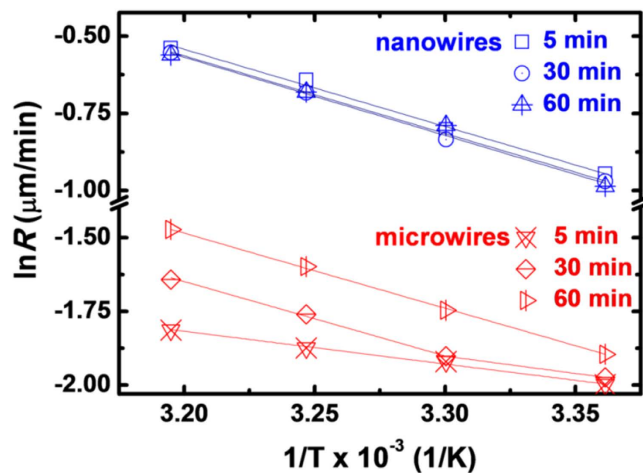 nanowires 5 min
30 min
60 min
microwires 5 min
30 min
60 min
-0.50
-0.75
-1.00
-1.50
-1.75
-2.00
lnR (μm/min)
3.20 3.25 3.30 3.35
1/T x 10⁻³ (1/K)